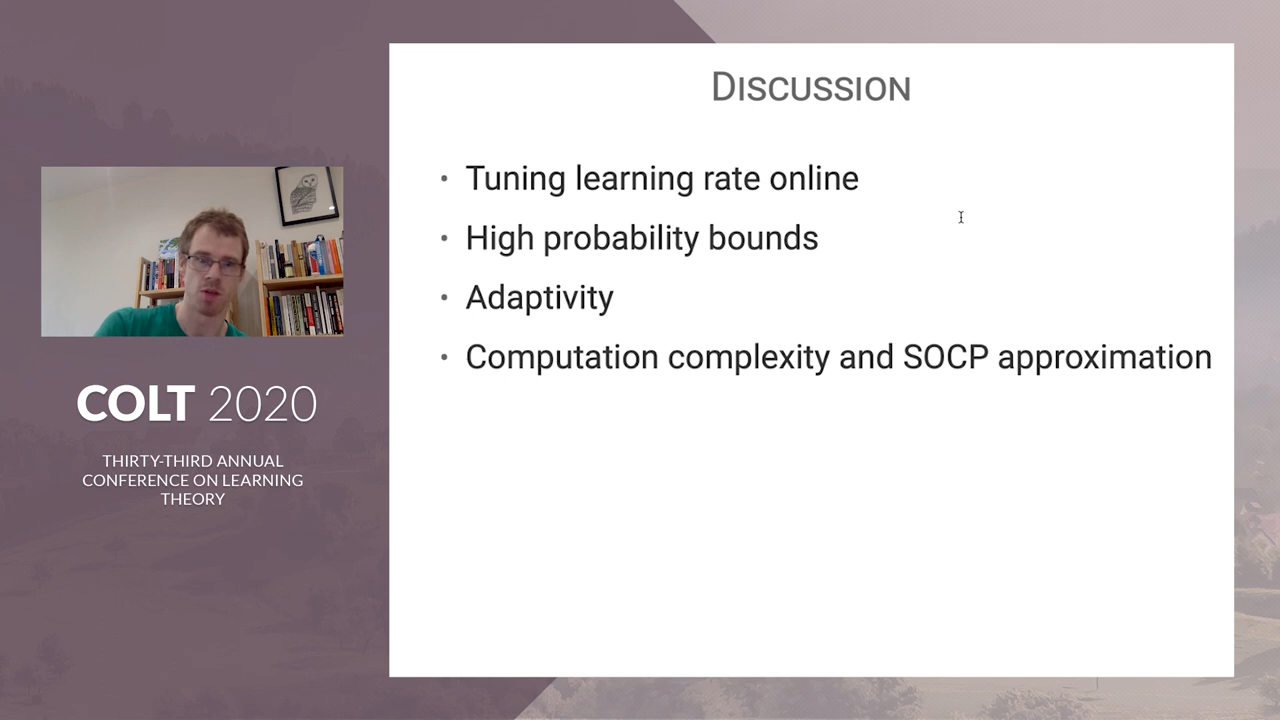 DISCUSSION
• Tuning learning rate online
• High probability bounds
• Adaptivity
• Computation complexity and SOCP approximation
COLT 2020
THIRTY-THIRD ANNUAL
CONFERENCE ON LEARNING
THEORY